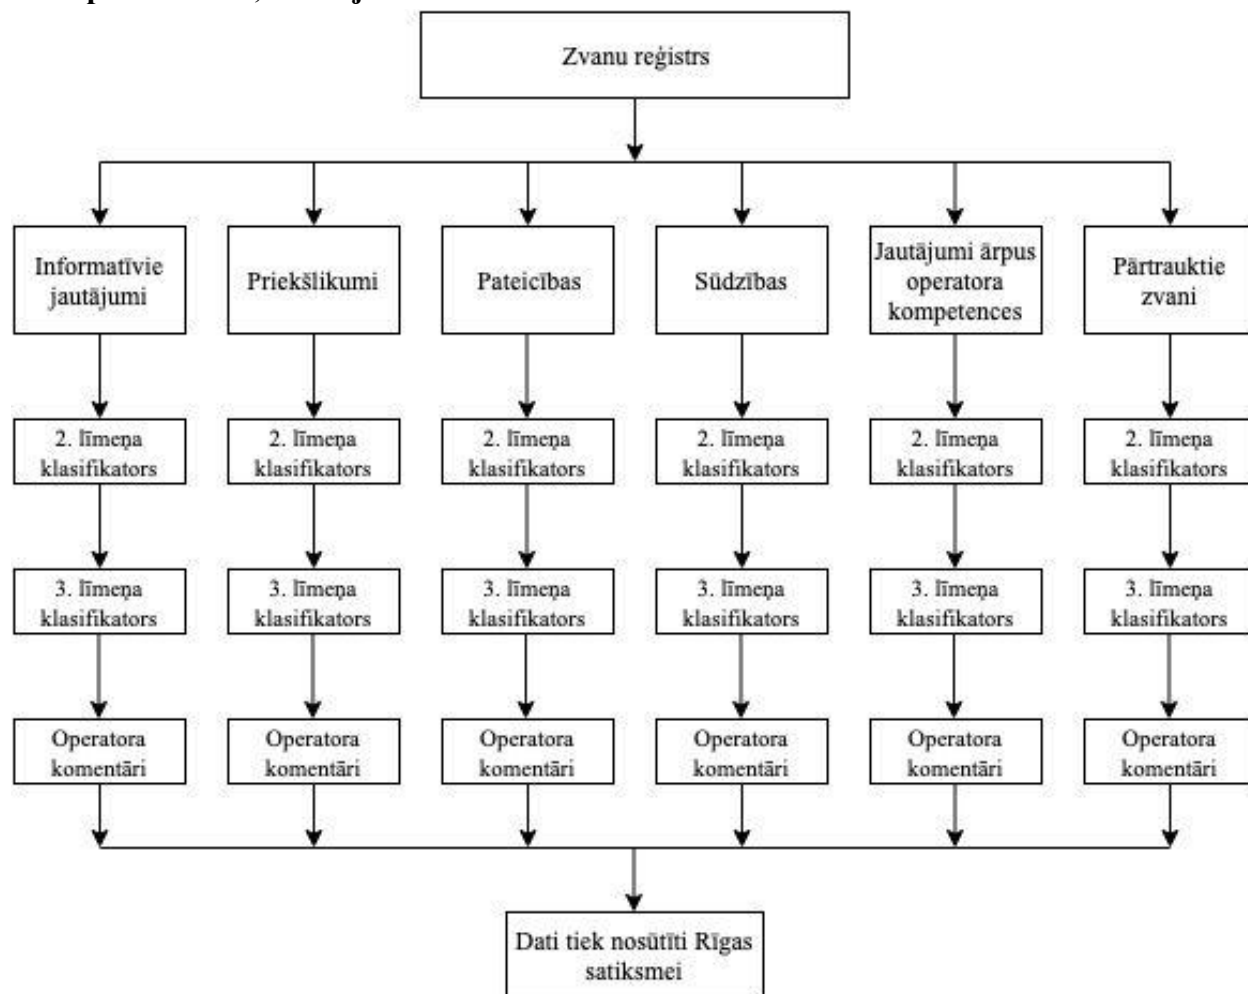 Zvanu reģistrs
Informatīvie
jautājumi
Priekšlikumi
Pateicības
Sūdzības
Jautājumi ārpus
operatora
kompetences
Pārtrauktie
zvani
2. līmeņa
klasifikators
2. līmeņa
klasifikators
2. līmeņa
klasifikators
2. līmeņa
klasifikators
2. līmeņa
klasifikators
2. līmeņa
klasifikators
3. līmeņa
klasifikators
3. līmeņa
klasifikators
3. līmeņa
klasifikators
3. līmeņa
klasifikators
3. līmeņa
klasifikators
3. līmeņa
klasifikators
Operatora
komentāri
Operatora
komentāri
Operatora
komentāri
Operatora
komentāri
Operatora
komentāri
Operatora
komentāri
Dati tiek nosūtīti Rīgas
satiksmei